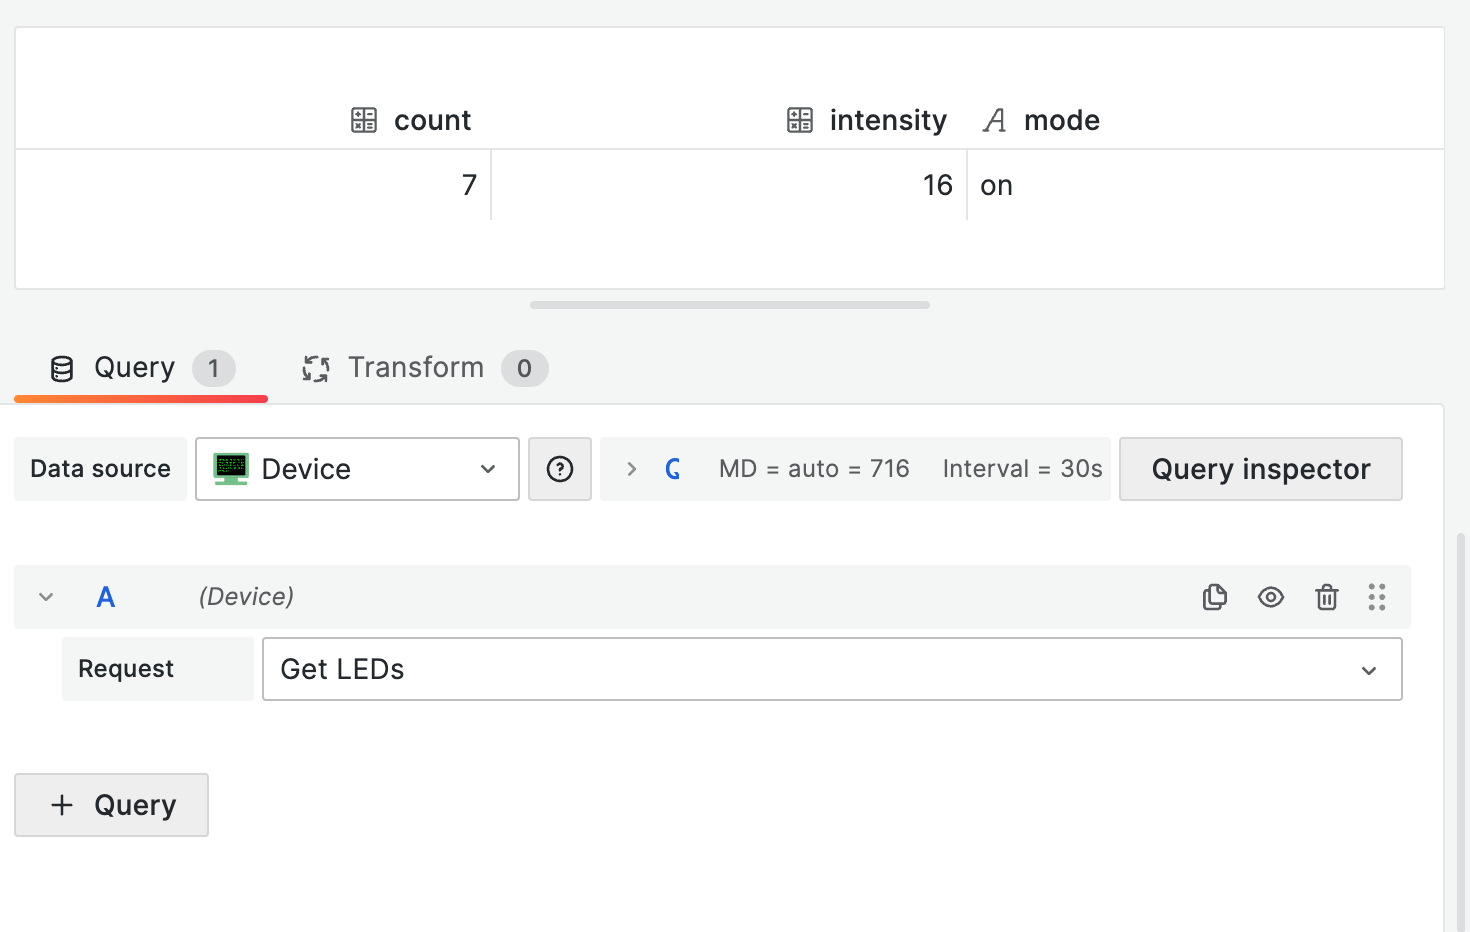 count intensity mode
7 16 on
Query 1 Transform 0
Data source Device MD = auto = 716 Interval = 30s Query inspector
A (Device)
Request Get LEDs
+ Query